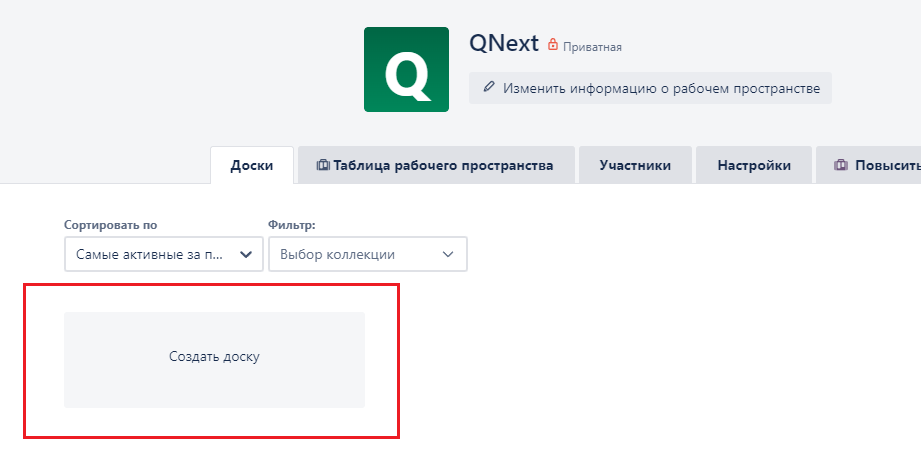 Q
QNext Приватная
Изменить информацию о рабочем пространстве
Доски Таблица рабочего пространства Участники Настройки Повысить
Сортировать по Фильтр:
Самые активные за п... Выбор коллекции
Создать доску